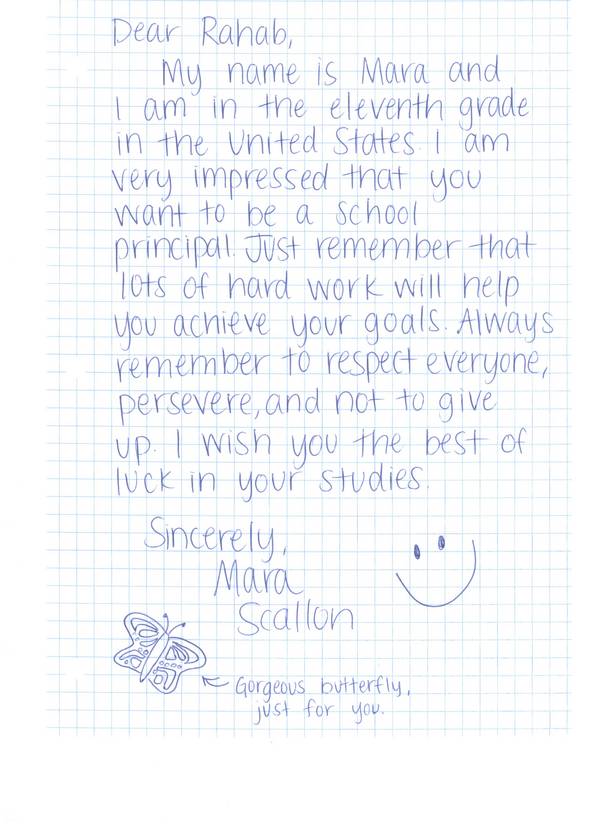 Dear Rahab,
My name is Mara and
I am in the eleventh grade
in the United States. I am
very impressed that you
want to be a school
principal. Just remember that
lots of hard work will help
you achieve your goals. Always
remember to respect everyone,
persevere, and not to give
up. I wish you the best of
luck in your studies.
Sincerely,
Mara
Scallon
Gorgeous butterfly,
just for you.